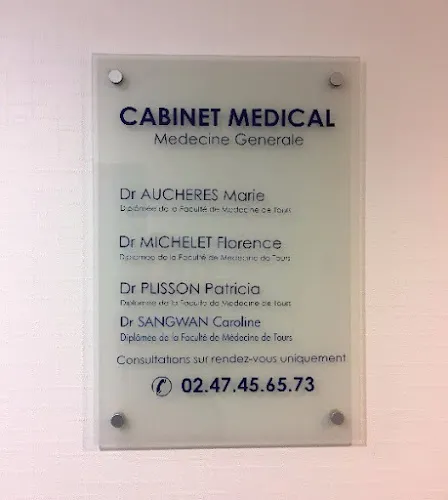 CABINET MEDICAL
Medecine Generale
Dr AUCHERES Marie
Diplômée de la Faculté de Médecine de Tours
Dr MICHELET Florence
Diplômée de la Faculté de Médecine de Tours
Dr PLISSON Patricia
Diplômée de la Faculté de Médecine de Tours
Dr SANGWAN Caroline
Diplômée de la Faculté de Médecine de Tours
Consultations sur rendez-vous uniquement
✆ 02.47.45.65.73